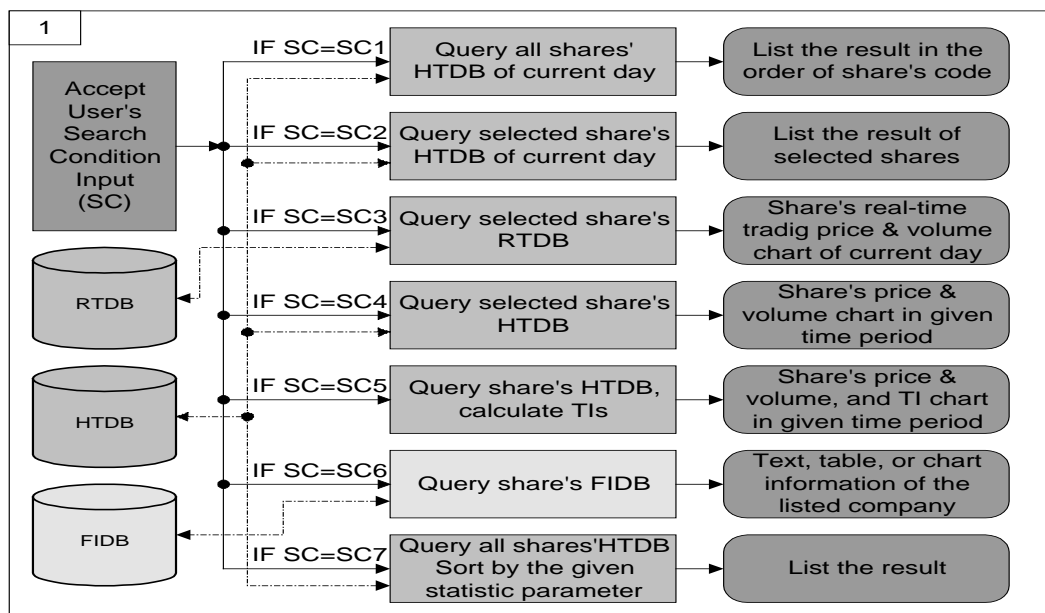 1
Accept
User's
Search
Condition
Input
(SC)
RTDB
HTDB
FIDB
IF SC=SC1
Query all shares'
HTDB of current day
List the result in the
order of share's code
IF SC=SC2
Query selected share's
HTDB of current day
List the result of
selected shares
IF SC=SC3
Query selected share's
RTDB
Share's real-time
tradig price & volume
chart of current day
IF SC=SC4
Query selected share's
HTDB
Share's price &
volume chart in given
time period
IF SC=SC5
Query share's HTDB,
calculate TIs
Share's price &
volume, and TI chart
in given time period
IF SC=SC6
Query share's FIDB
Text, table, or chart
information of the
listed company
IF SC=SC7
Query all shares'HTDB
Sort by the given
statistic parameter
List the result